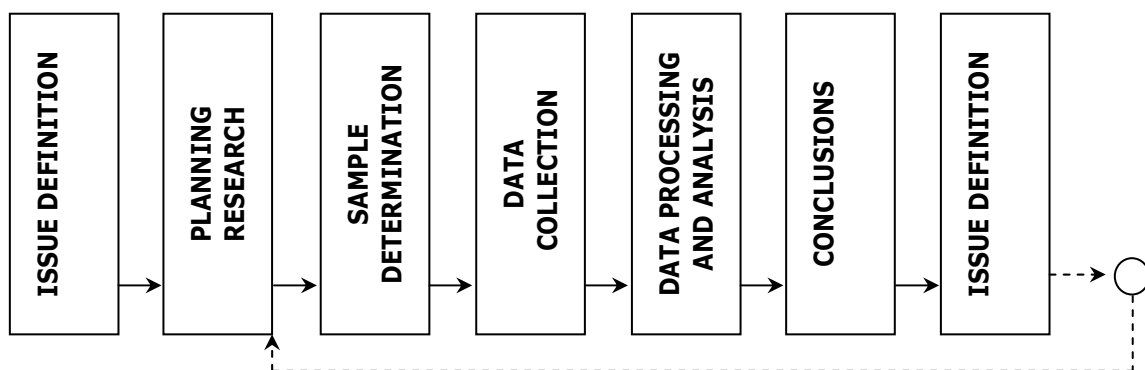 ISSUE DEFINITION
PLANNING
RESEARCH
SAMPLE
DETERMINATION
DATA
COLLECTION
DATA PROCESSING
AND ANALYSIS
CONCLUSIONS
ISSUE DEFINITION